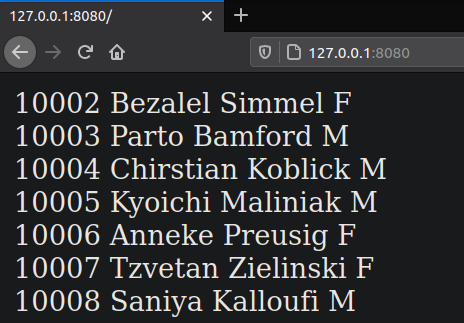 127.0.0.1:8080/
127.0.0.1:8080
10002 Bezalel Simmel F
10003 Parto Bamford M
10004 Chirstian Koblick M
10005 Kyoichi Maliniak M
10006 Anneke Preusig F
10007 Tzvetan Zielinski F
10008 Saniya Kalloufi M